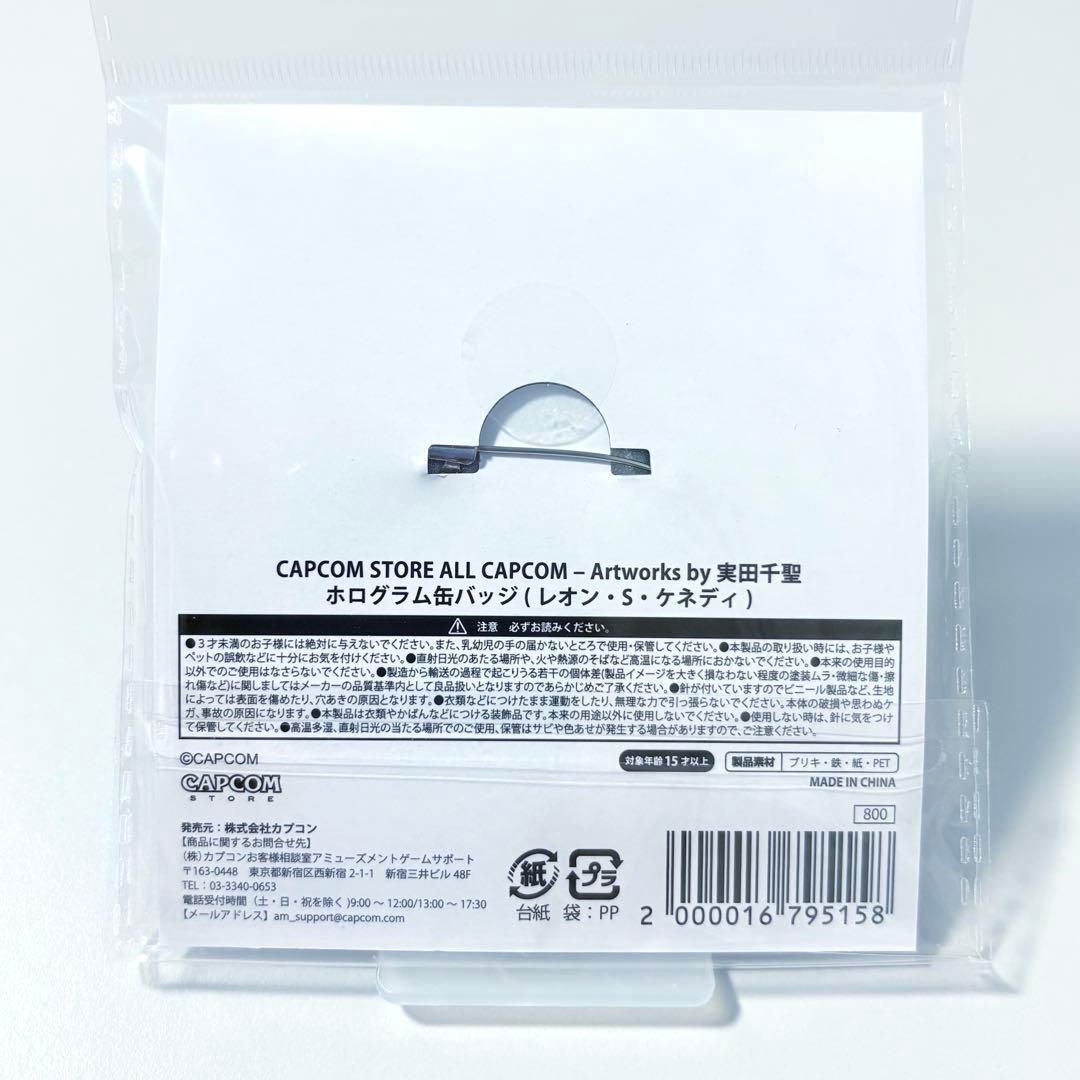 CAPCOM STORE ALL CAPCOM – Artworks by 実田千聖
ホログラム缶バッジ ( レオン・S・ケネディ )
注意 必ずお読みください。
●３才未満のお子様には絶対に与えないでください。また、乳幼児の手の届かないところで使用・保管してください。●本製品の取り扱い時には、お子様や
ペットの誤飲などに十分にお気を付けください。●直射日光のあたる場所や、火や熱源のそばなど高温になる場所におかないでください。●本来の使用目的
以外でのご使用はなさらないでください。●製造から輸送の過程で起こりうる若干の個体差(製品イメージを大きく損なわない程度の塗装ムラ・微細な傷・擦
れ傷など)に関しましてはメーカーの品質基準内として良品扱いとなりますのであらかじめご了承ください。●針が付いていますのでビニール製品など、生地
によっては表面を傷めたり、穴あきの原因となります。●衣類などにつけたまま運動をしたり、無理な力で引っ張らないでください。本体の破損や思わぬケ
ガ、事故の原因になります。●本製品は衣類やかばんなどにつける装飾品です。本来の用途以外に使用しないでください。●使用しない時は、針に気をつけ
て保管してください。●高温多湿、直射日光の当たる場所でのご使用、保管はサビや色あせが発生する場合がありますので、ご注意ください。
©CAPCOM
対象年齢15才以上 製品素材 ブリキ・鉄・紙・PET
CAPCOM
STORE
MADE IN CHINA
800
発売元：株式会社カプコン
【商品に関するお問合せ先】
(株)カプコンお客様相談室アミューズメントゲームサポート
〒163-0448 東京都新宿区西新宿 2-1-1 新宿三井ビル 48F
TEL：03-3340-0653
電話受付時間（土・日・祝を除く )9:00 ～ 12:00/13:00 ～ 17:30
【メールアドレス】am_support@capcom.com
紙 プラ
台紙 袋：PP
2 000016 795158